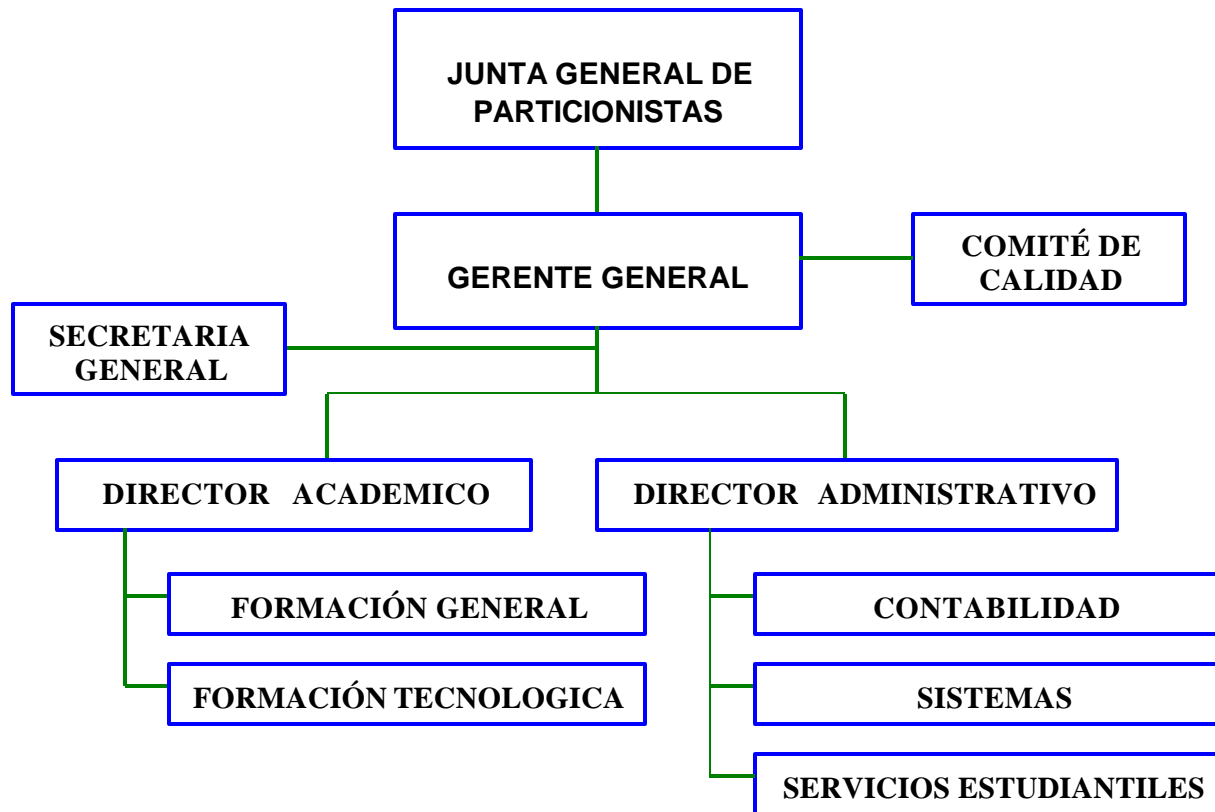 JUNTA GENERAL DE
PARTICIONISTAS
GERENTE GENERAL
COMITÉ DE
CALIDAD
SECRETARIA
GENERAL
DIRECTOR ACADEMICO
DIRECTOR ADMINISTRATIVO
FORMACIÓN GENERAL
CONTABILIDAD
FORMACIÓN TECNOLOGICA
SISTEMAS
SERVICIOS ESTUDIANTILES